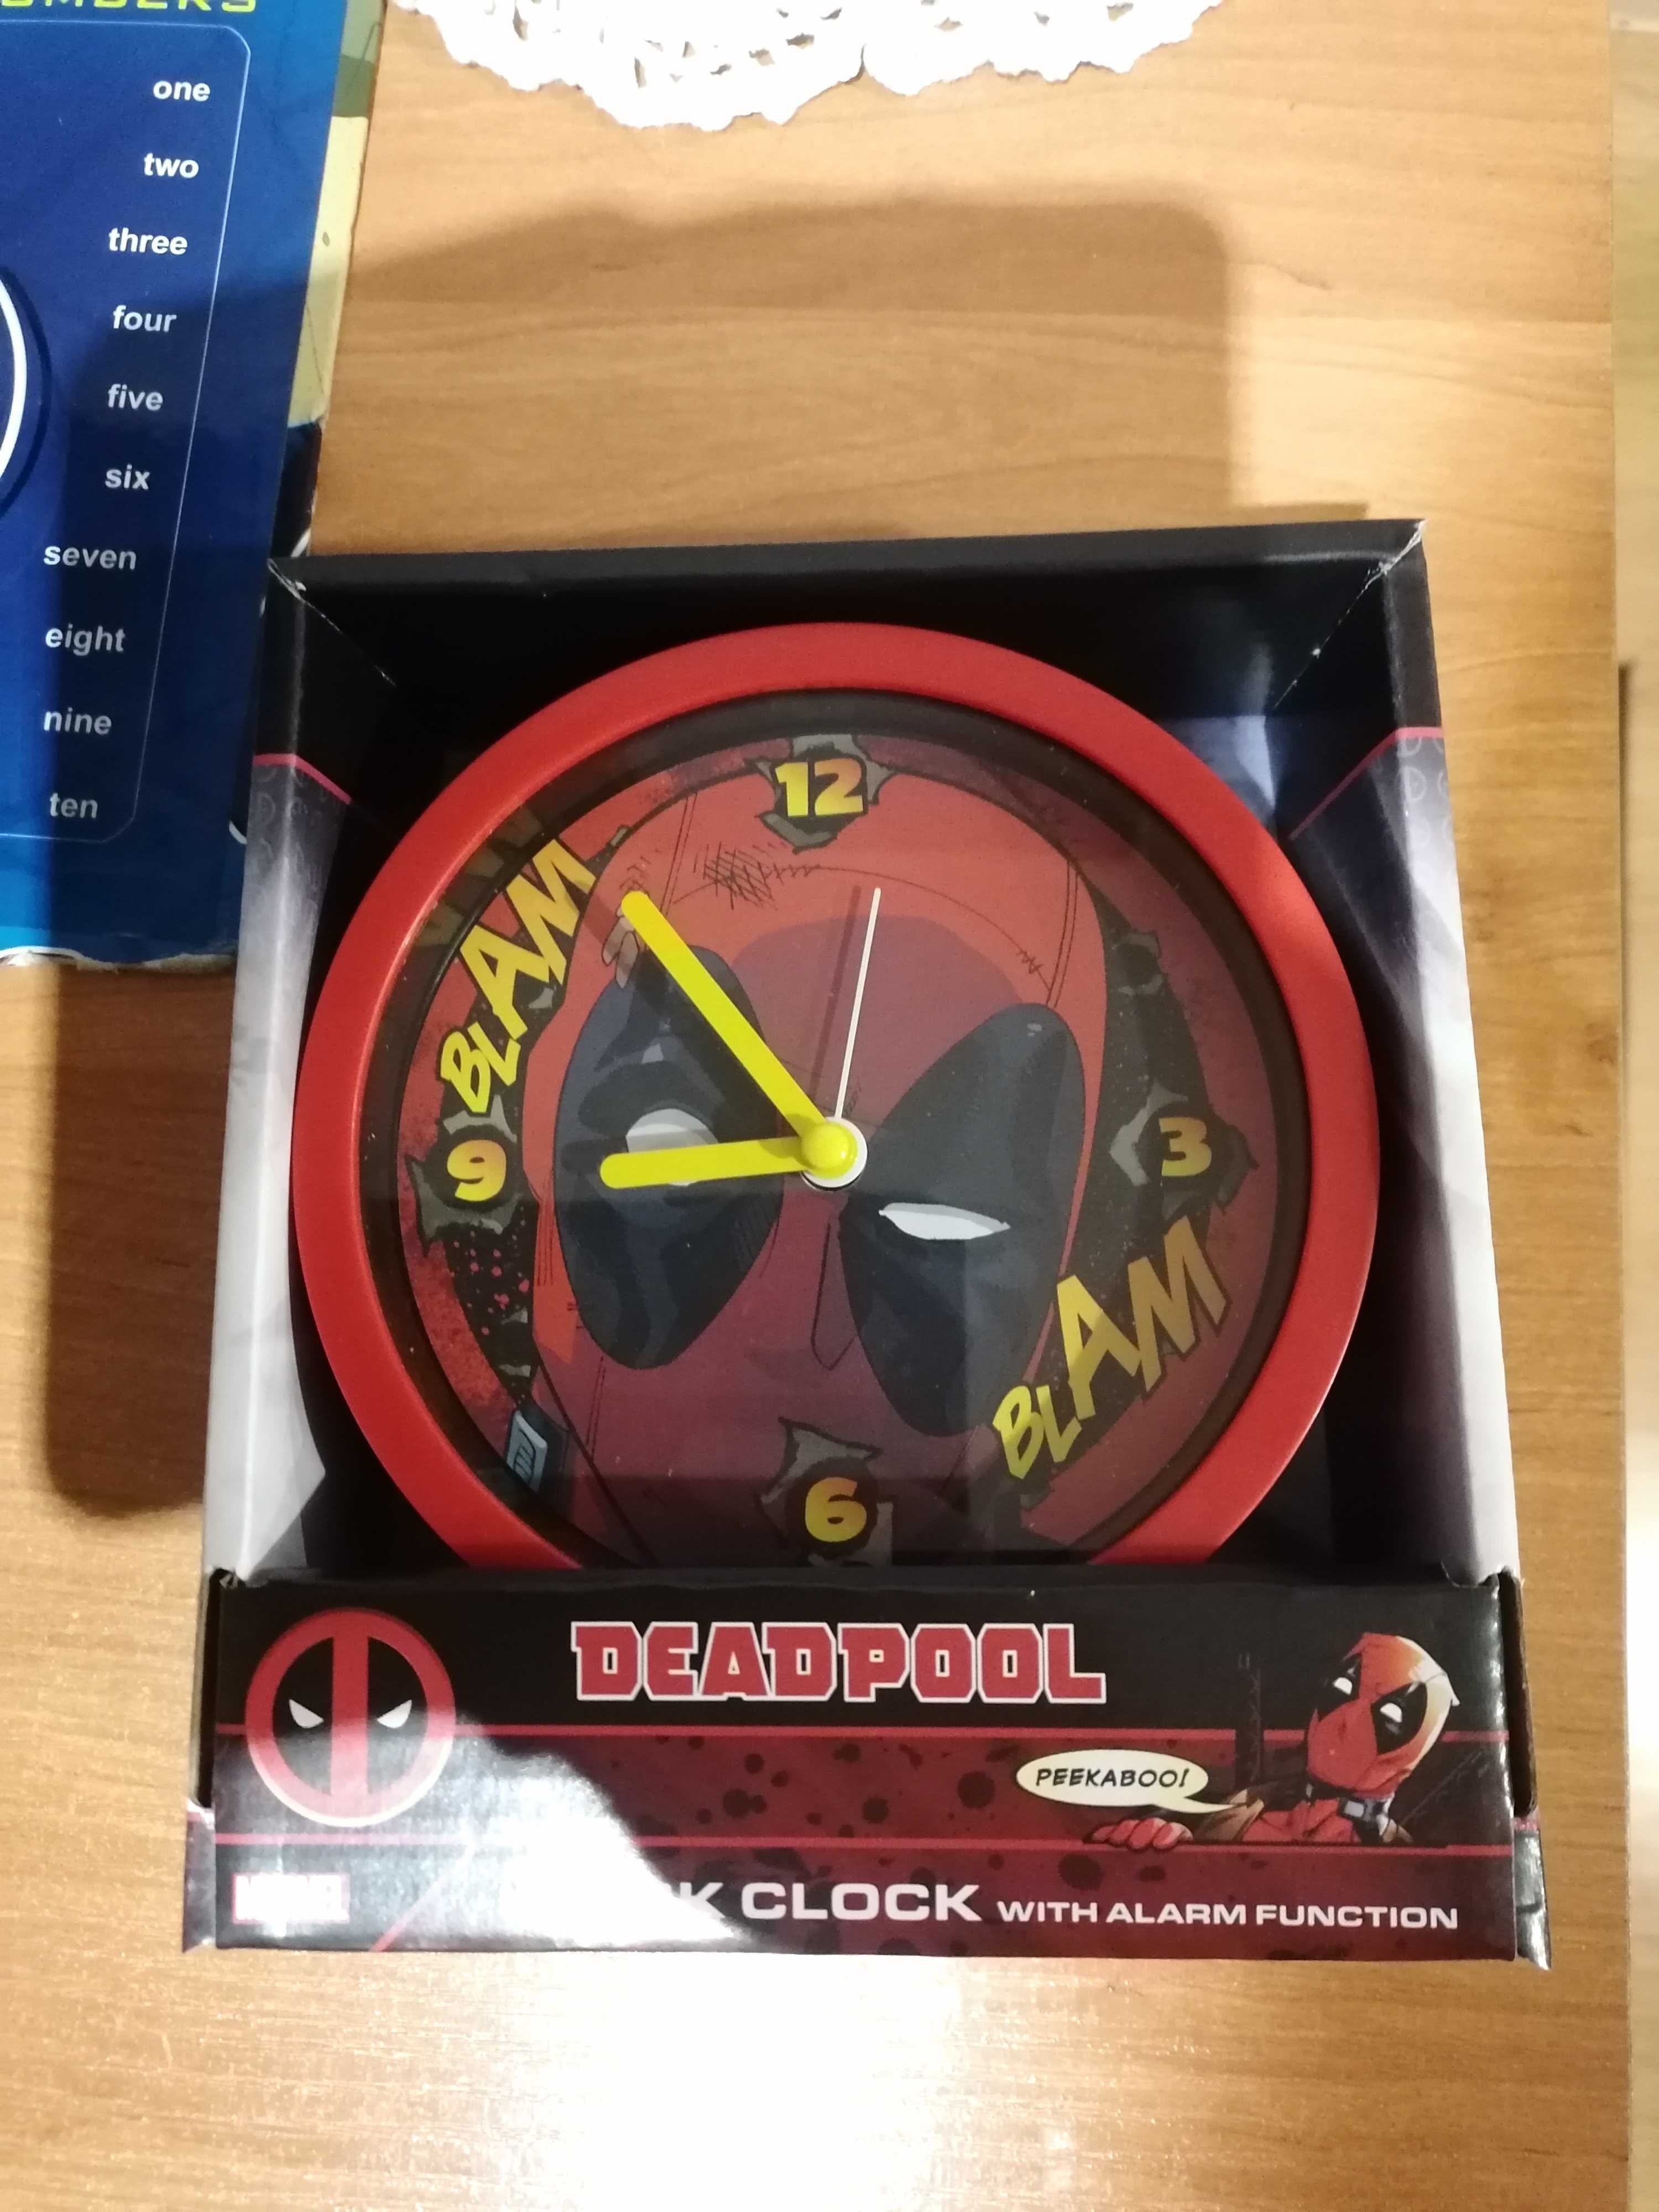 one
two
three
four
five
six
seven
eight
nine
ten
12
BLAM
9
3
BLAM
6
DEADPOOL
PEEKABOO!
MARVEL
CLOCK WITH ALARM FUNCTION